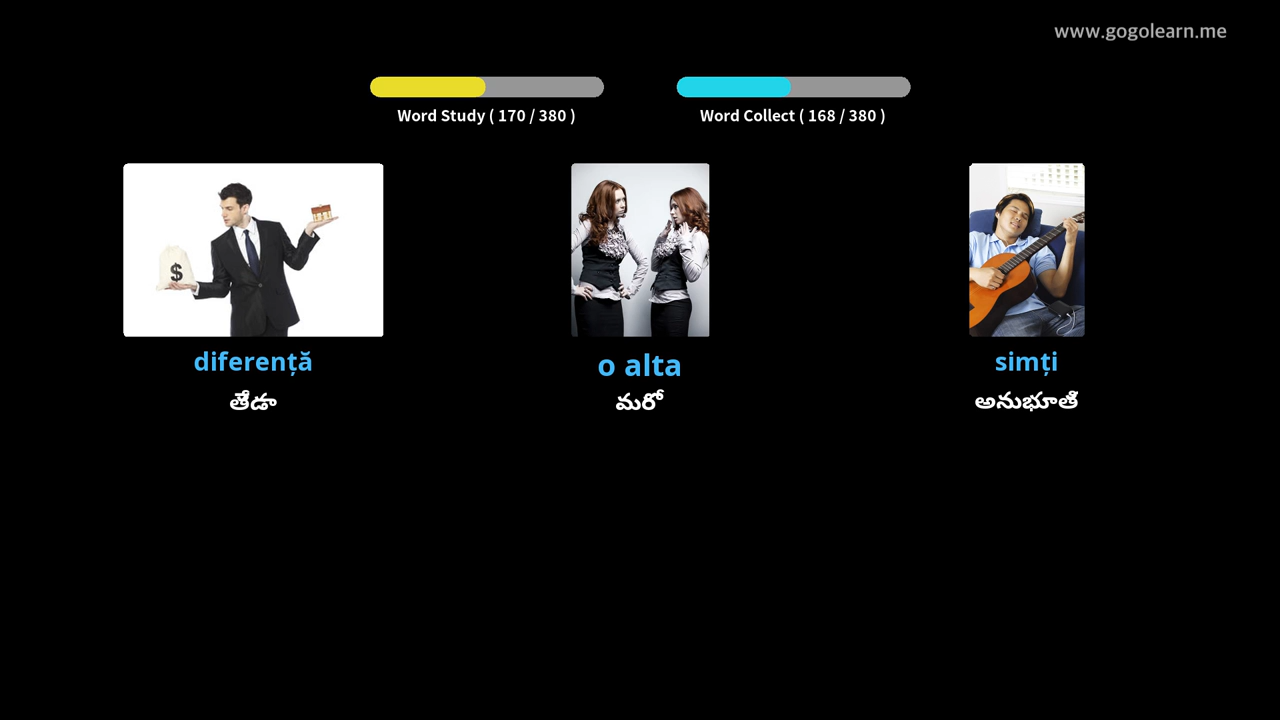 www.gogolearn.me
Word Study ( 170 / 380 )
Word Collect ( 168 / 380 )
$
diferență
o alta
simți
తేడా
మరో
అనుభూతి